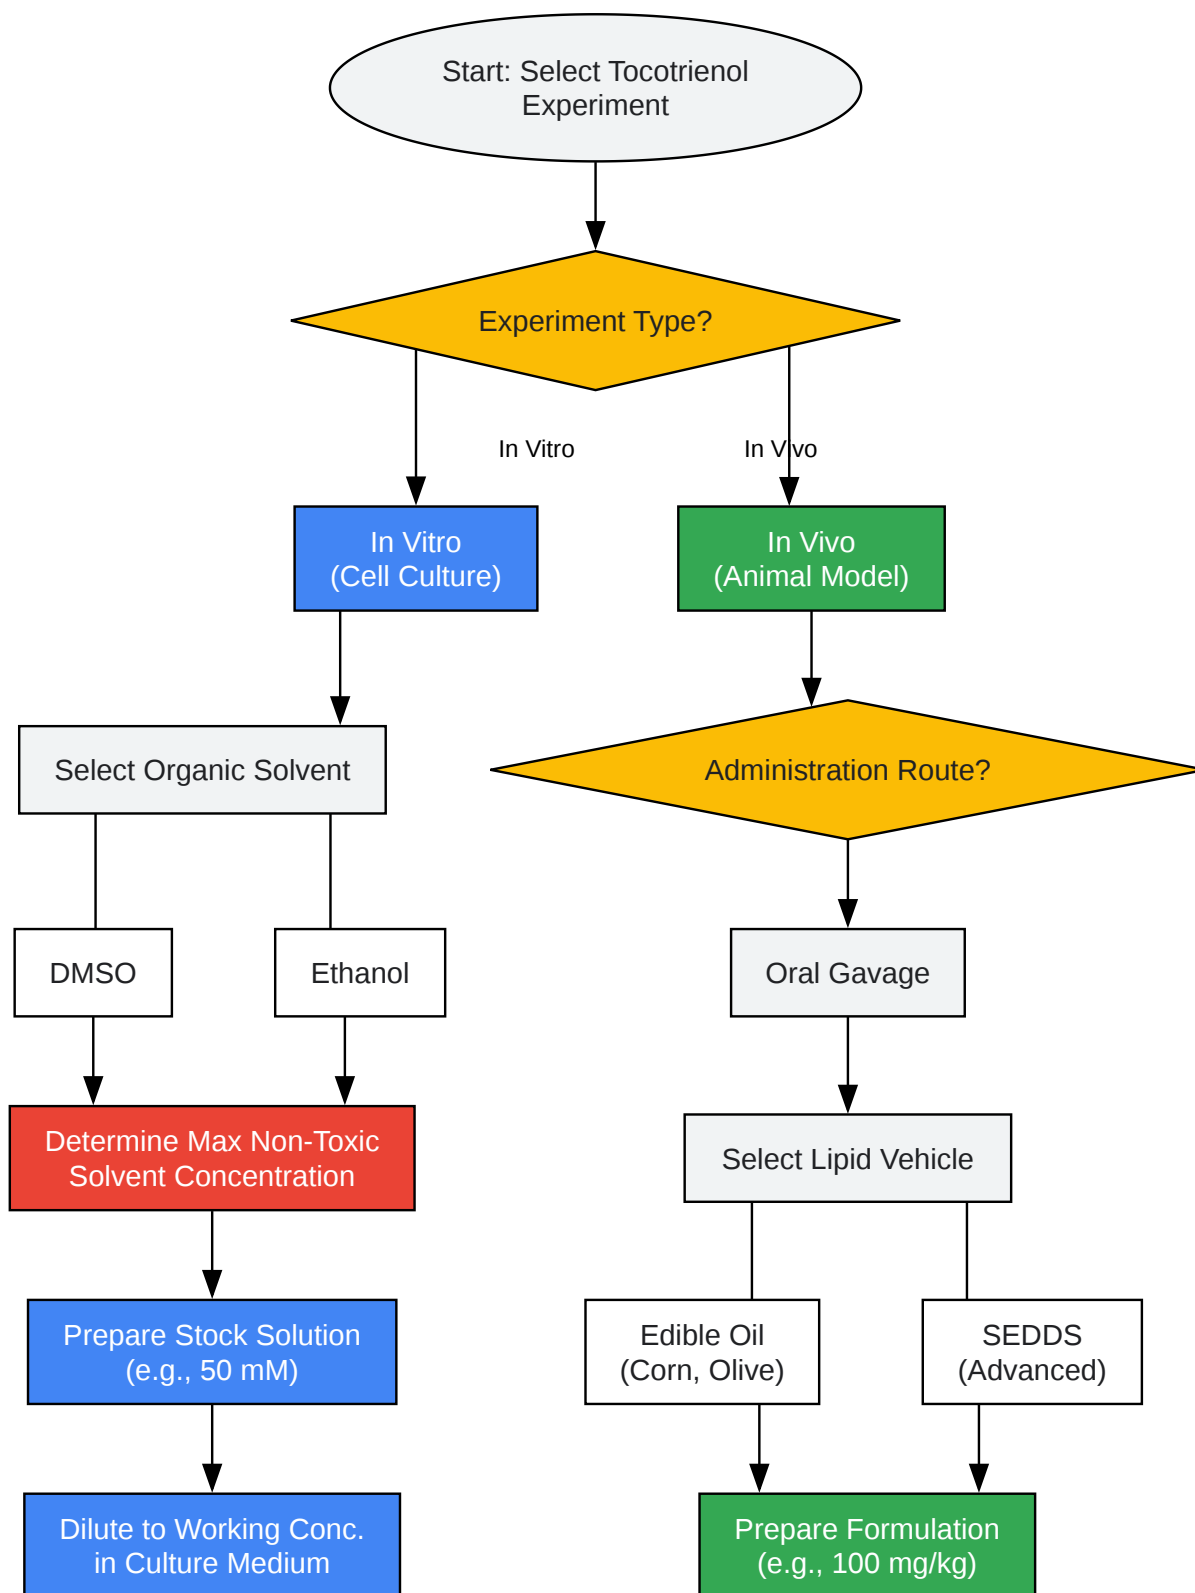 Start: Select Tocotrienol
Experiment
Experiment Type?
In Vitro
In Vivo
In Vitro
(Cell Culture)
In Vivo
(Animal Model)
Select Organic Solvent
Administration Route?
DMSO
Ethanol
Oral Gavage
Determine Max Non-Toxic
Solvent Concentration
Select Lipid Vehicle
Prepare Stock Solution
(e.g., 50 mM)
Edible Oil
(Corn, Olive)
SEDDS
(Advanced)
Dilute to Working Conc.
in Culture Medium
Prepare Formulation
(e.g., 100 mg/kg)